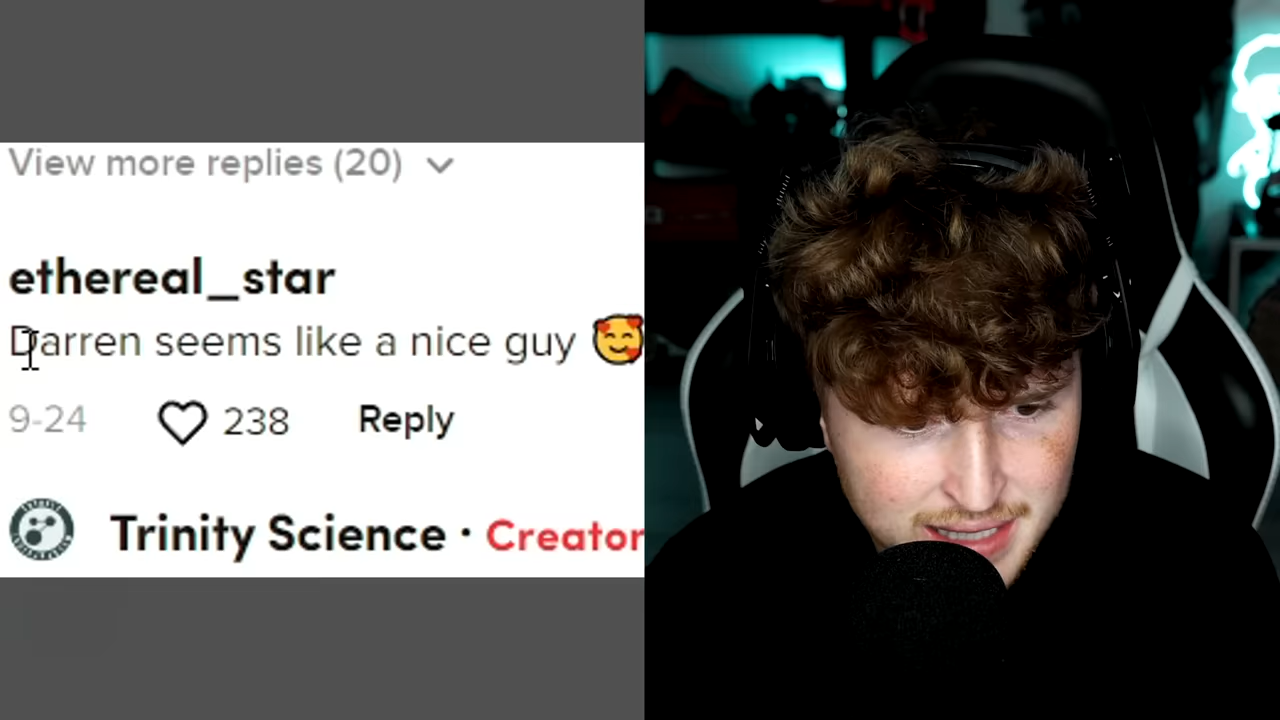 View more replies (20)
ethereal_star
Darren seems like a nice guy 🥰
9-24 238 Reply
Trinity Science · Creator